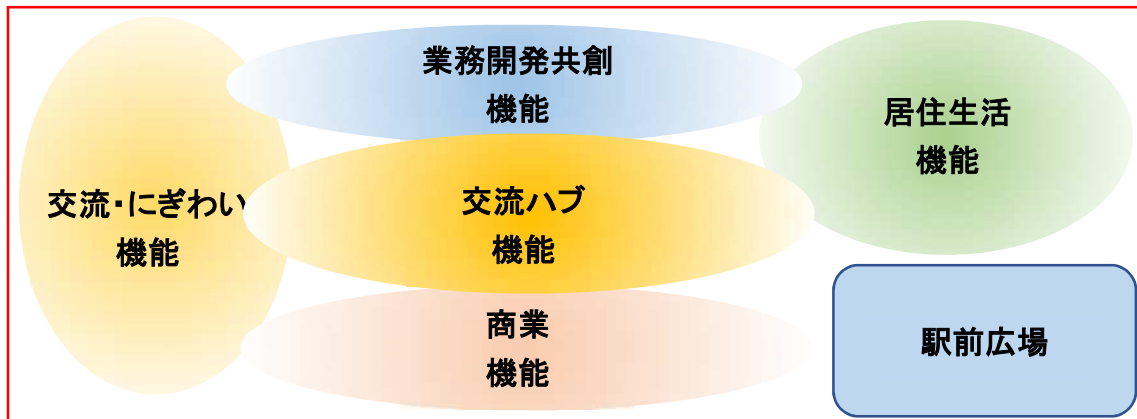 業務開発共創
機能
居住生活
機能
交流・にぎわい
機能
交流ハブ
機能
商業
機能
駅前広場